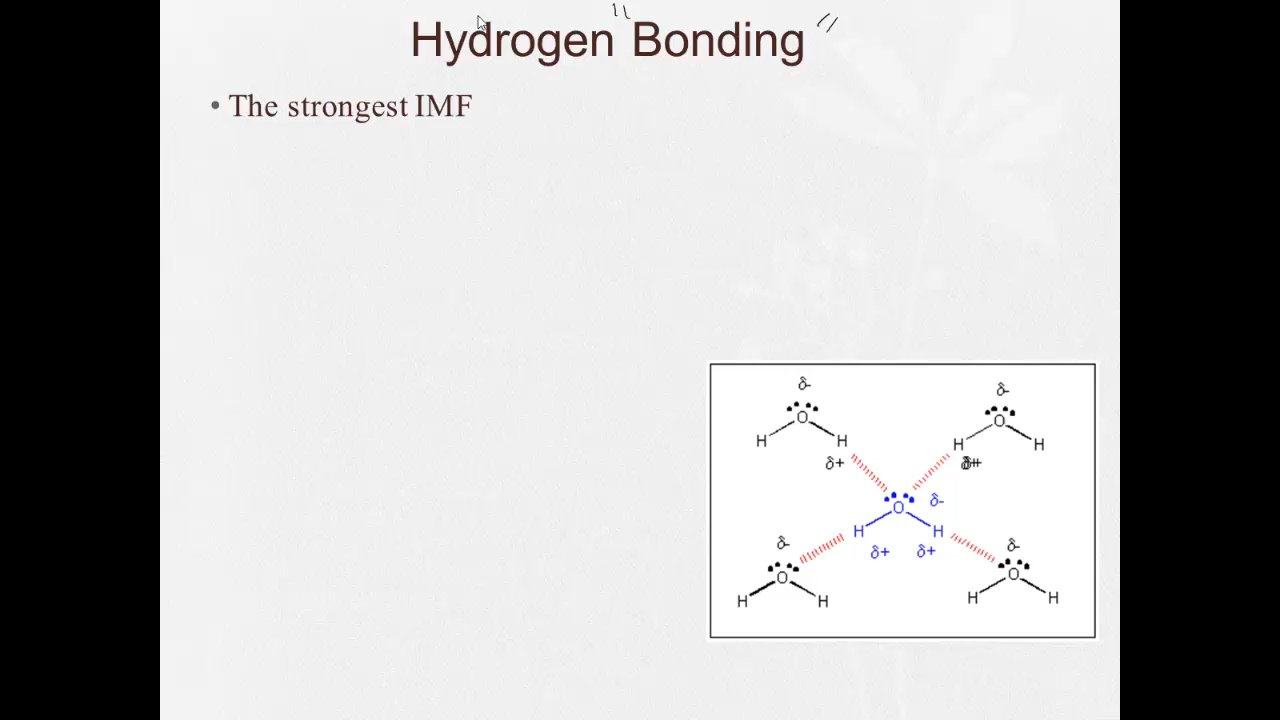 Hydrogen " Bonding "
• The strongest IMF
δ- δ-
O O
H H H H
δ+ δ+
O δ-
H H
δ- δ+ δ+ δ-
O O
H H H H